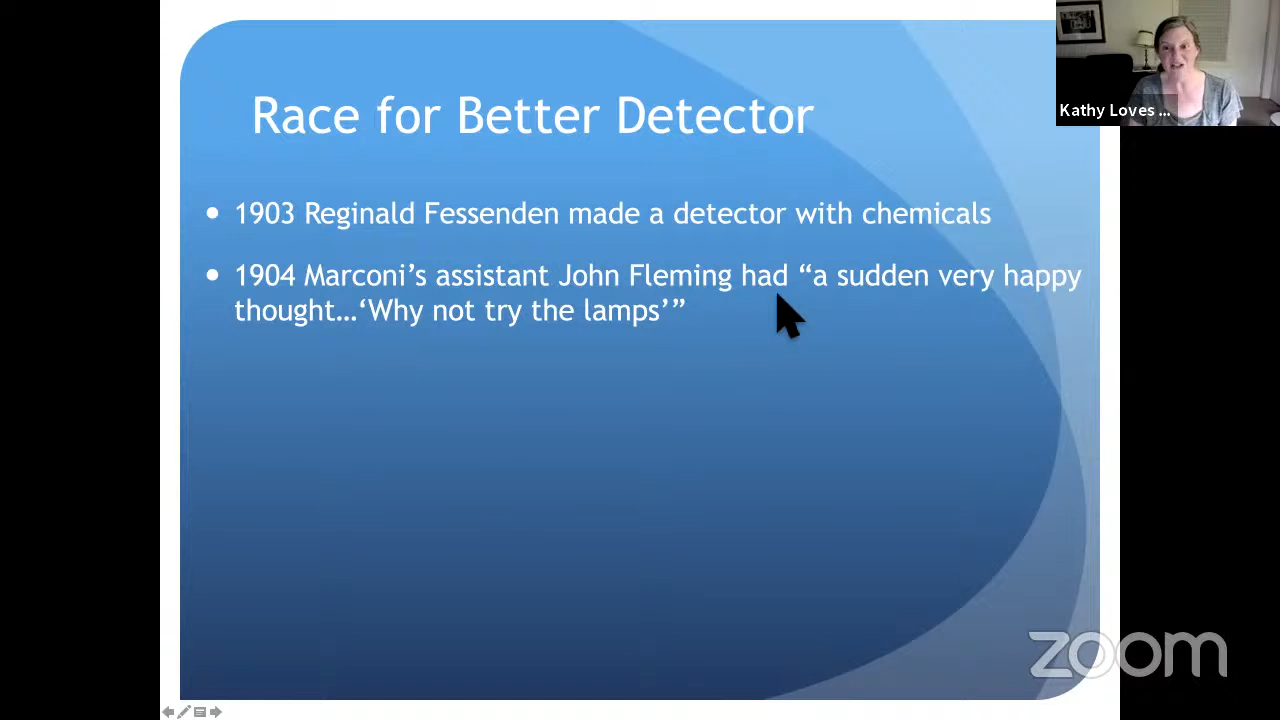 Race for Better Detector
Kathy Loves ...
• 1903 Reginald Fessenden made a detector with chemicals
• 1904 Marconi’s assistant John Fleming had “a sudden very happy
thought…‘Why not try the lamps’”
zoom